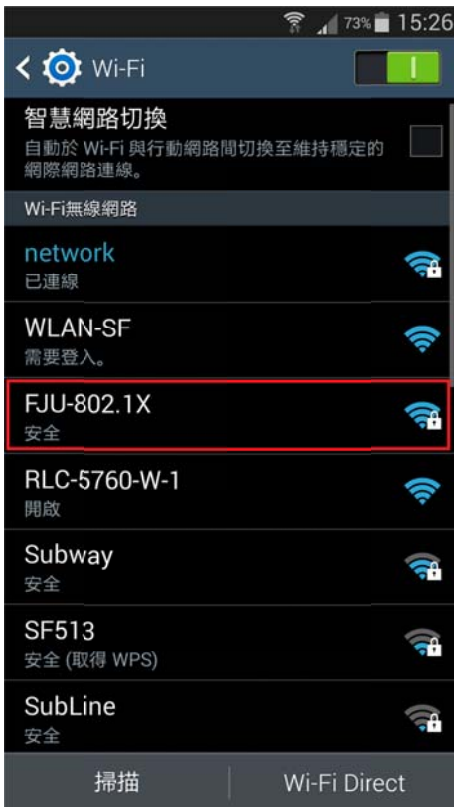 73% 15:26
Wi-Fi
智慧網路切換
自動於 Wi-Fi 與行動網路間切換至維持穩定的
網際網路連線。
Wi-Fi無線網路
network
已連線
WLAN-SF
需要登入。
FJU-802.1X
安全
RLC-5760-W-1
開啟
Subway
安全
SF513
安全 (取得 WPS)
SubLine
安全
掃描 Wi-Fi Direct